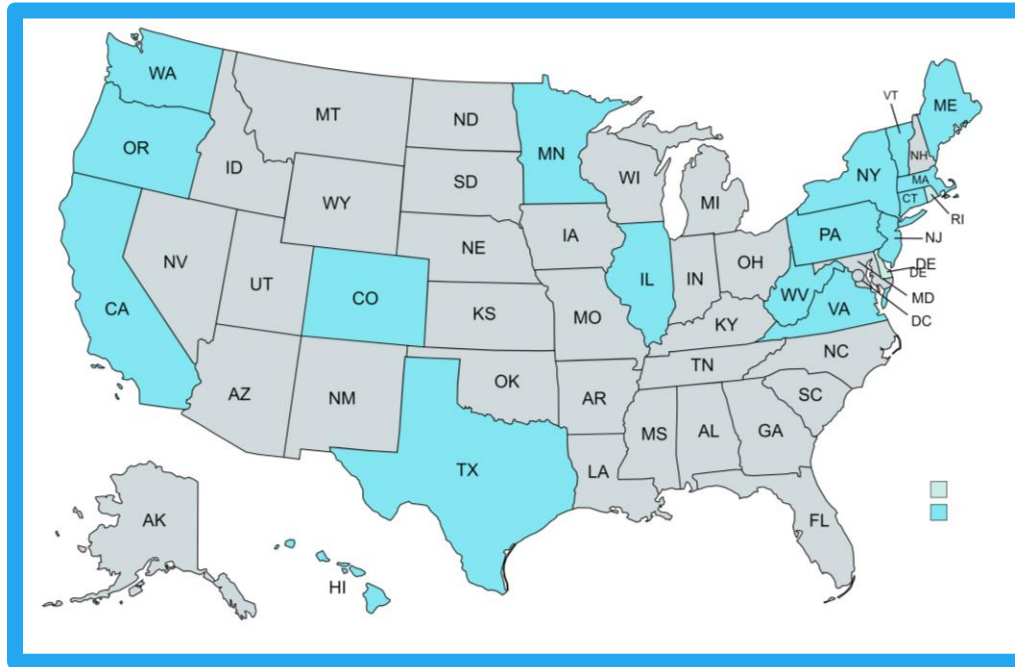 WA
MT
ND
MN
VT
ME
OR
ID
SD
WI
MI
NH
NY
MA
CT
RI
WY
IA
NE
PA
NJ
NV
UT
CO
IL
IN
OH
DE
DE
MD
DC
CA
KS
MO
WV
VA
KY
NC
TN
AZ
NM
OK
AR
SC
MS
AL
GA
TX
LA
FL
AK
HI